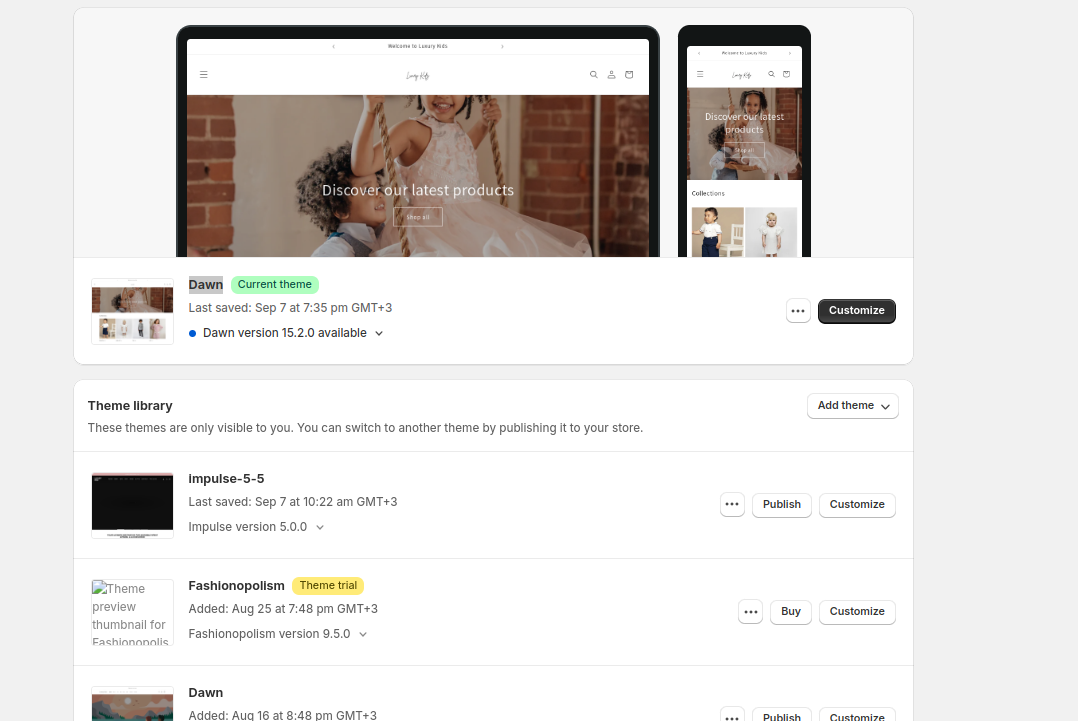 Welcome to Luxury Kids
Luxury Kids
Discover our latest products
Shop all
Welcome to Luxury Kids
Luxury Kids
Discover our latest
products
Shop all
Collections
Dawn
Current theme
Last saved: Sep 7 at 7:35 pm GMT+3
Dawn version 15.2.0 available
Customize
Theme library
Add theme
These themes are only visible to you. You can switch to another theme by publishing it to your store.
impulse-5-5
Last saved: Sep 7 at 10:22 am GMT+3
Publish
Customize
Impulse version 5.0.0
Theme
preview
thumbnail for
Fashionopolis
Fashionopolism
Theme trial
Added: Aug 25 at 7:48 pm GMT+3
Buy
Customize
Fashionopolism version 9.5.0
Dawn
Added: Aug 16 at 8:48 pm GMT+3
Publish
Customize